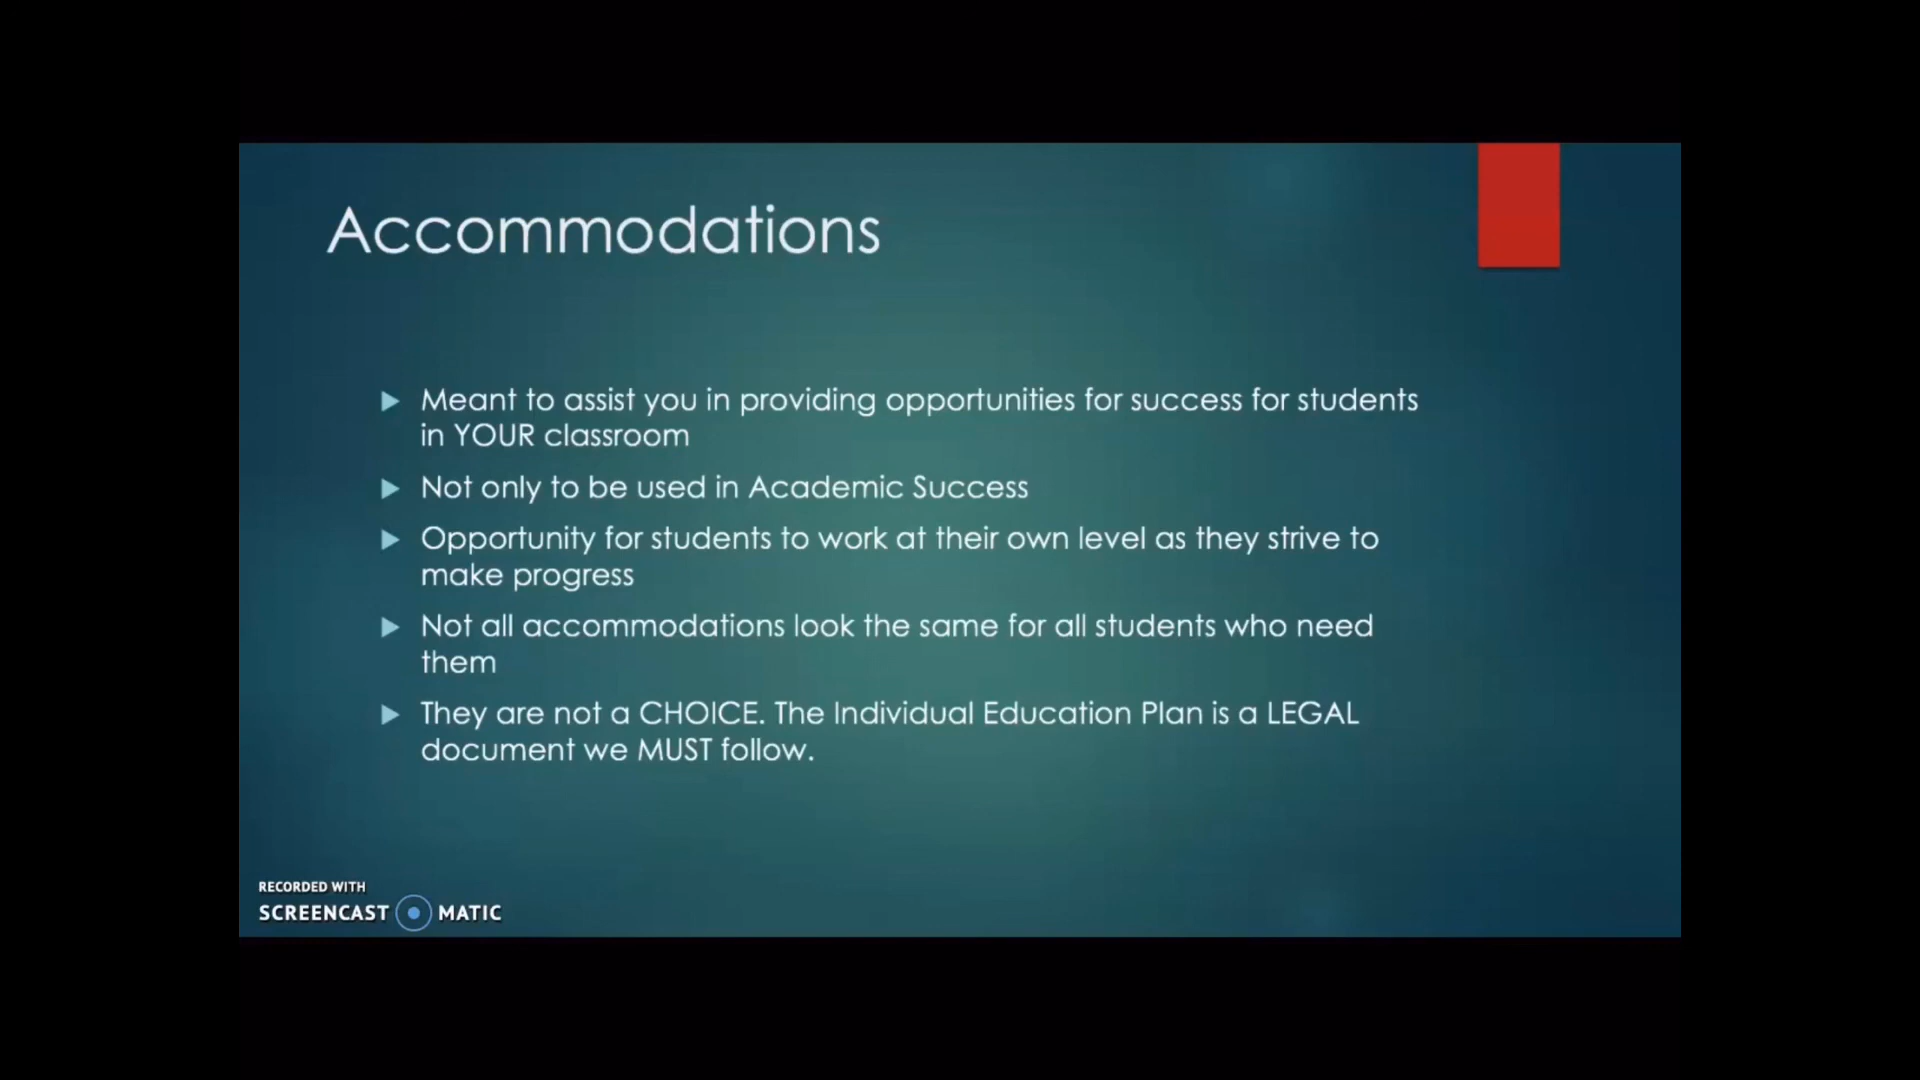 Accommodations
Meant to assist you in providing opportunities for success for students
in YOUR classroom
Not only to be used in Academic Success
Opportunity for students to work at their own level as they strive to
make progress
Not all accommodations look the same for all students who need
them
They are not a CHOICE. The Individual Education Plan is a LEGAL
document we MUST follow.
RECORDED WITH
SCREENCAST MATIC